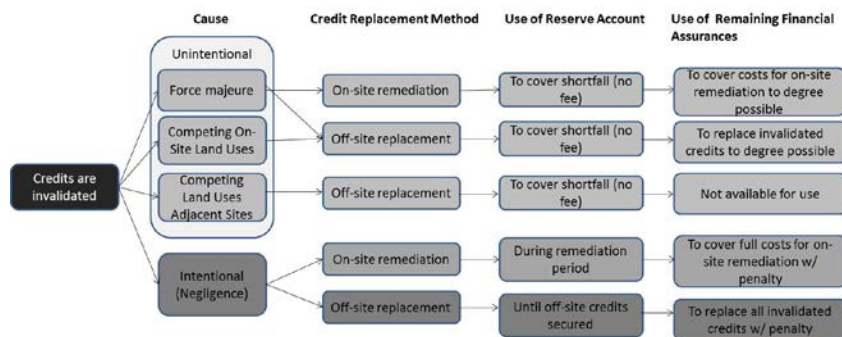 Cause
Credit Replacement Method
Use of Reserve Account
Use of Remaining Financial
Assurances
Unintentional
Force majeure
On-site remediation
To cover shortfall (no
fee)
To cover costs for on-site
remediation to degree
possible
Competing On-
Site Land Uses
Off-site replacement
To cover shortfall (no
fee)
To replace invalidated
credits to degree possible
Credits are
invalidated
Competing
Land Uses
Adjacent Sites
Off-site replacement
To cover shortfall (no
fee)
Not available for use
Intentional
(Negligence)
On-site remediation
During remediation
period
To cover full costs for on-
site remediation w/
penalty
Off-site replacement
Until off-site credits
secured
To replace all invalidated
credits w/ penalty